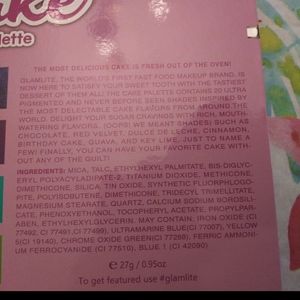 ake
lette
THE MOST DELICIOUS CAKE IS FRESH OUT OF THE OVEN!
GLAMLITE, THE WORLD'S FIRST FAST FOOD MAKEUP BRAND, IS
NOW HERE TO SATISFY YOUR SWEET TOOTH WITH THE TASTIEST
DESSERT OF THEM ALL! THE CAKE PALETTE CONTAINS 20 ULTRA
PIGMENTED AND NEVER BEFORE SEEN SHADES INSPIRED BY
THE MOST DELECTABLE CAKE FLAVORS FROM AROUND THE
WORLD. DELIGHT YOUR SUGAR CRAVINGS WITH RICH, MOUTH-
WATERING FLAVORS, (OOPS! WE MEANT SHADES) SUCH AS
CHOCOLATE, RED VELVET, DULCE DE LECHE, CINNAMON,
BIRTHDAY CAKE, GUAVA, AND KEY LIME, JUST TO NAME A
FEW! FINALLY, YOU CAN HAVE YOUR FAVORITE CAKE WITH-
OUT ANY OF THE GUILT!
INGREDIENTS: MICA, TALC, ETHYLHEXYL PALMITATE, BIS-DIGLYC-
ERYL POLYACYLADIPATE-2, TITANIUM DIOXIDE, METHICONE,
DIMETHICONE, SILICA, TIN OXIDE, SYNTHETIC FLUORPHLOGO-
PITE, POLYISOBUTENE, DIMETHICONE, TRIDECYL TRIMELLITATE,
MAGNESIUM STEARATE, QUARTZ, CALCIUM SODIUM BOROSILI-
CATE, PHENOXYETHANOL, TOCOPHERYL ACETATE, PROPYLPAR-
ABEN, ETHYLHEXYLGLYCERIN. MAY CONTAIN: IRON OXIDE (CI
77492, CI 77491, CI 77499), ULTRAMARINE BLUE(CI 77007), YELLOW
5(CI 19140), CHROME OXIDE GREEN(CI 77288), FERRIC AMMONI-
UM FERROCYANIDE (CI 77510), BLUE 1 (CI 42090)
e 27g / 0.95oz
To get featured use #glamlite